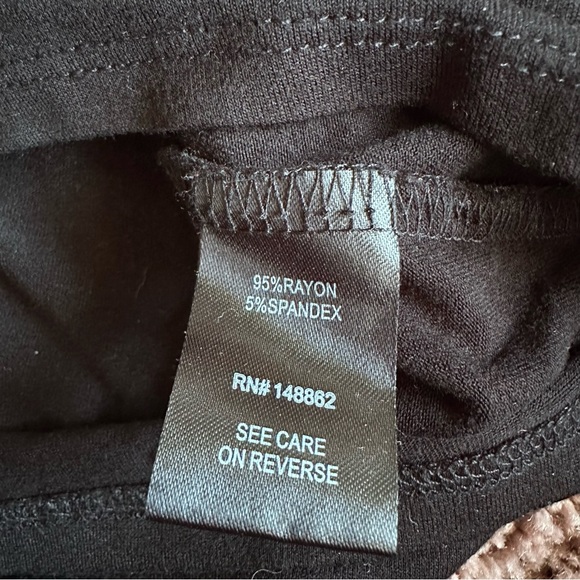 95%RAYON
5%SPANDEX
RN# 148862
SEE CARE
ON REVERSE